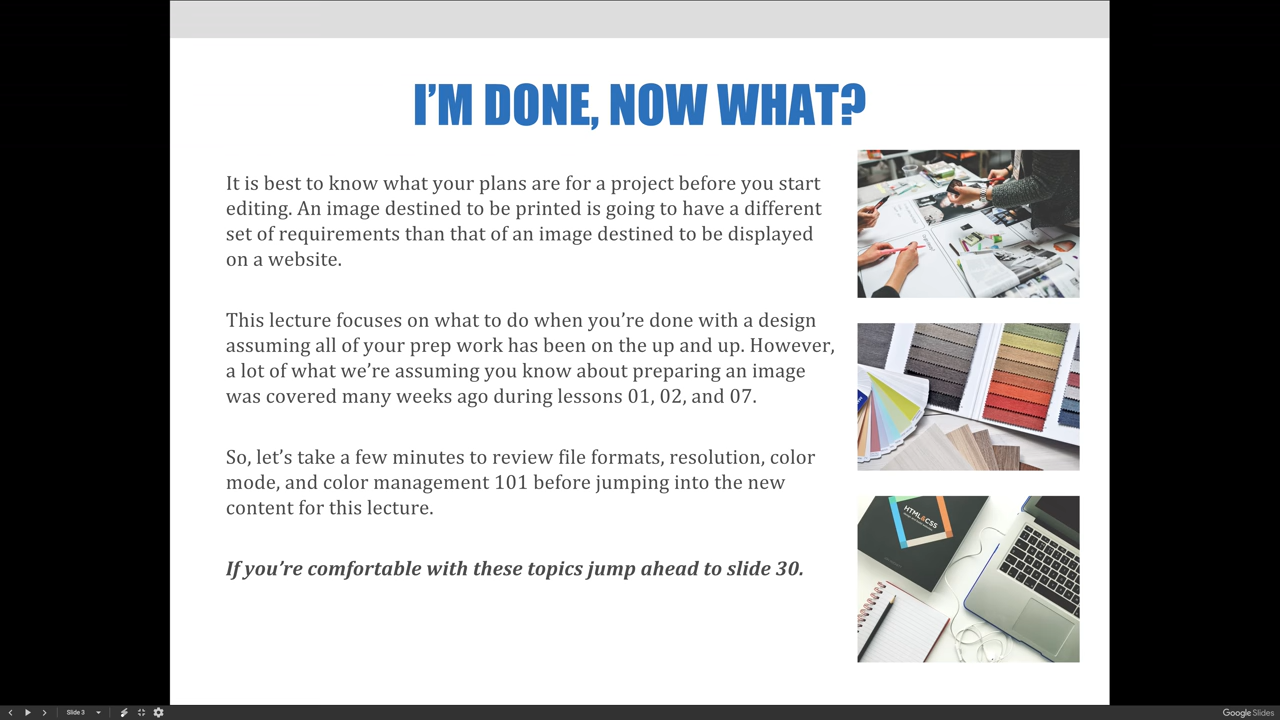 I'M DONE, NOW WHAT?
It is best to know what your plans are for a project before you start
editing. An image destined to be printed is going to have a different
set of requirements than that of an image destined to be displayed
on a website.
This lecture focuses on what to do when you're done with a design
assuming all of your prep work has been on the up and up. However,
a lot of what we're assuming you know about preparing an image
was covered many weeks ago during lessons 01, 02, and 07.
So, let's take a few minutes to review file formats, resolution, color
mode, and color management 101 before jumping into the new
content for this lecture.
If you're comfortable with these topics jump ahead to slide 30.
HTML&CSS
Slide 3
Google Slides